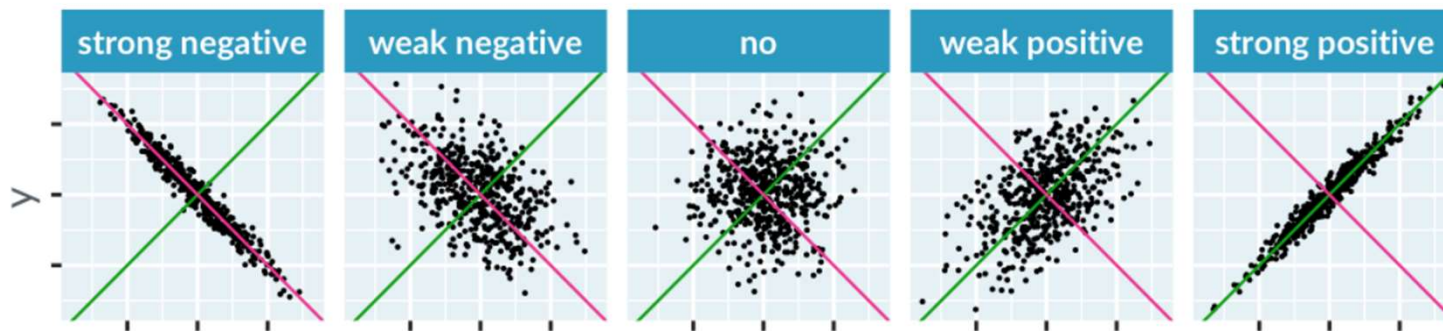 strong negative
weak negative
no
weak positive
strong positive
y